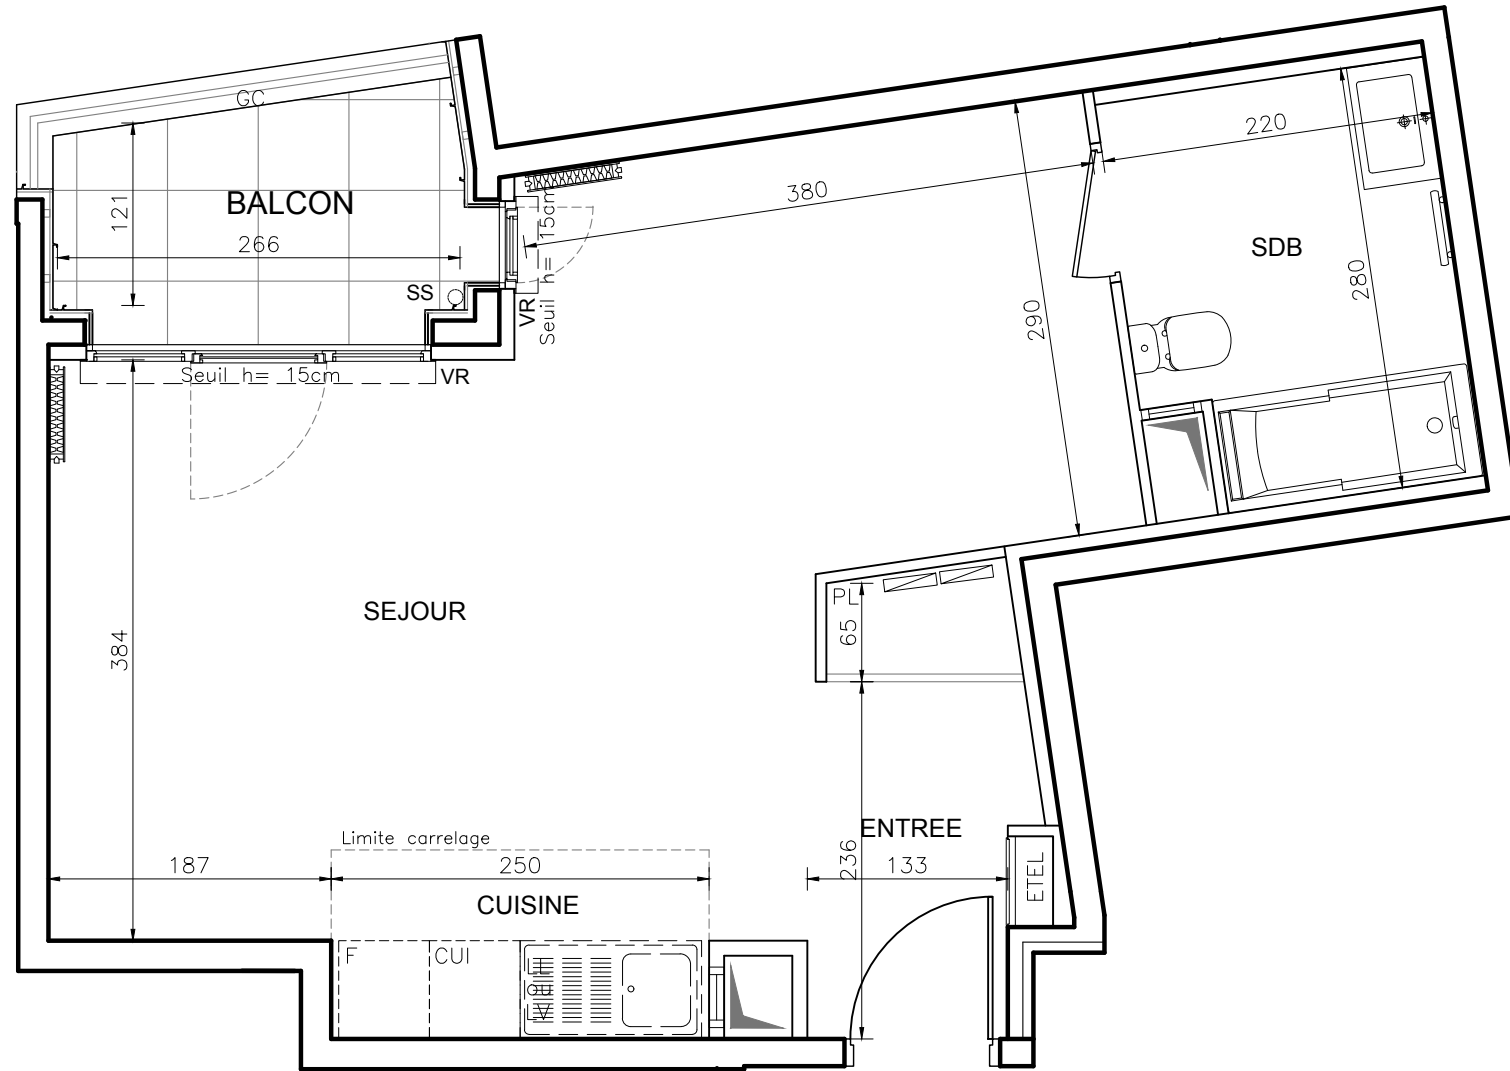 GC
BALCON
121
266
SS
VR
Seuil h= 15cm
380
220
SDB
280
290
Seuil h= 15cm
VR
SEJOUR
384
PL
65
ENTREE
236
133
ETEL
Limite carrelage
187
250
CUISINE
F
CUI
LL
ou
LV